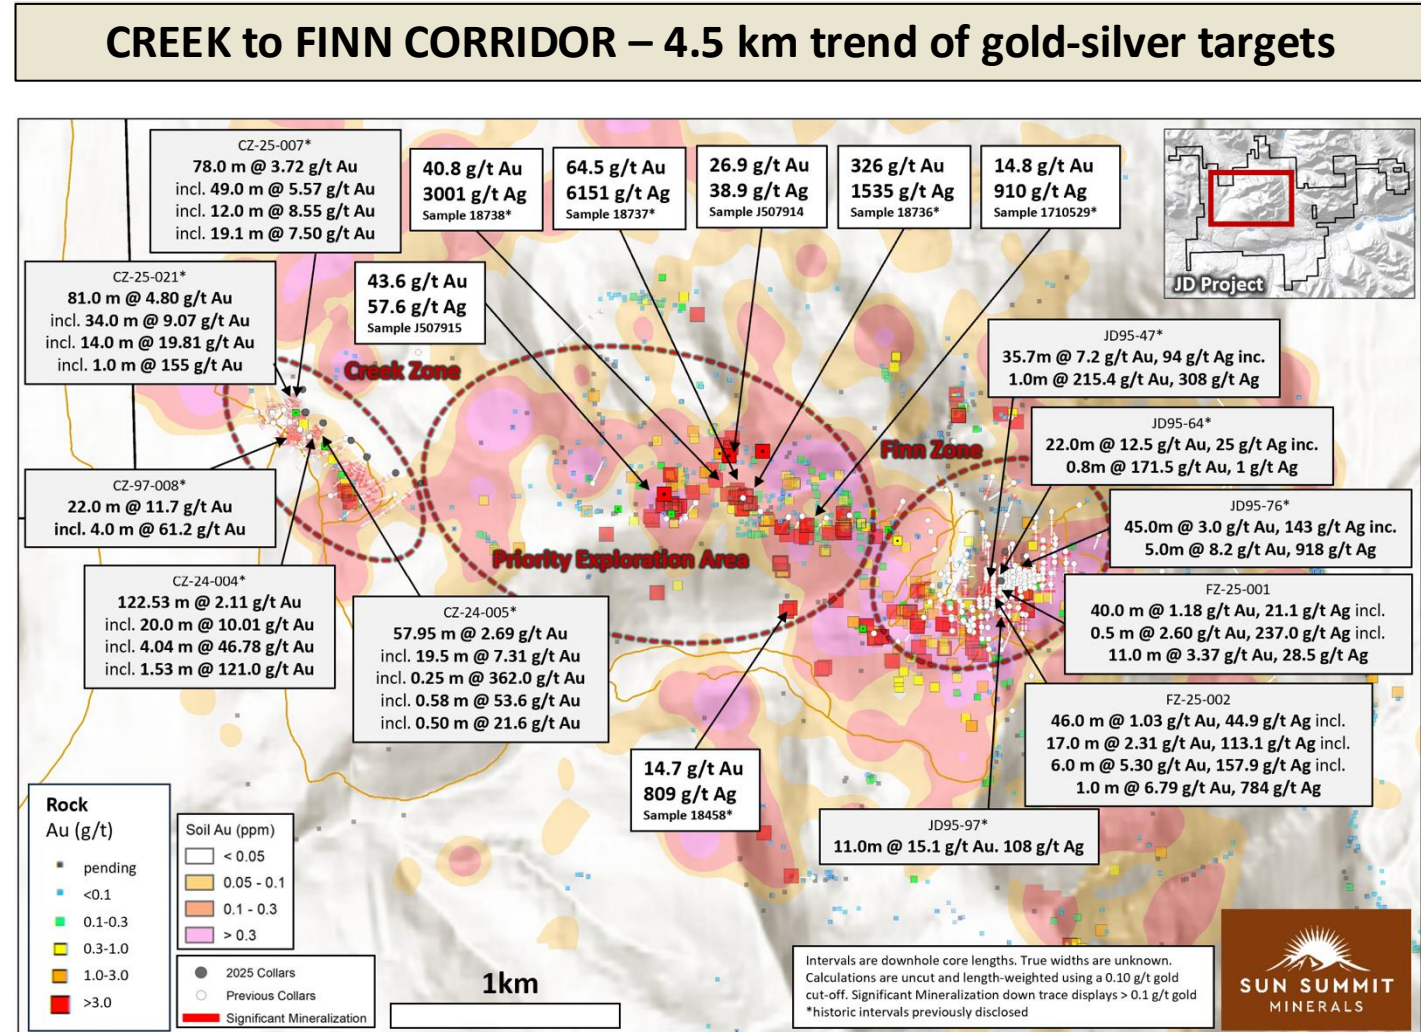 CREEK to FINN CORRIDOR – 4.5 km trend of gold-silver targets
CZ-25-007*
78.0 m @ 3.72 g/t Au
incl. 49.0 m @ 5.57 g/t Au
incl. 12.0 m @ 8.55 g/t Au
incl. 19.1 m @ 7.50 g/t Au
40.8 g/t Au
3001 g/t Ag
Sample 18738*
64.5 g/t Au
6151 g/t Ag
Sample 18737*
26.9 g/t Au
38.9 g/t Ag
Sample J507914
326 g/t Au
1535 g/t Ag
Sample 18736*
14.8 g/t Au
910 g/t Ag
Sample 1710529*
JD Project
CZ-25-021*
81.0 m @ 4.80 g/t Au
incl. 34.0 m @ 9.07 g/t Au
incl. 14.0 m @ 19.81 g/t Au
incl. 1.0 m @ 155 g/t Au
43.6 g/t Au
57.6 g/t Ag
Sample J507915
Creek Zone
JD95-47*
35.7m @ 7.2 g/t Au, 94 g/t Ag inc.
1.0m @ 215.4 g/t Au, 308 g/t Ag
JD95-64*
22.0m @ 12.5 g/t Au, 25 g/t Ag inc.
0.8m @ 171.5 g/t Au, 1 g/t Ag
Finn Zone
CZ-97-008*
22.0 m @ 11.7 g/t Au
incl. 4.0 m @ 61.2 g/t Au
JD95-76*
45.0m @ 3.0 g/t Au, 143 g/t Ag inc.
5.0m @ 8.2 g/t Au, 918 g/t Ag
Priority Exploration Area
CZ-24-004*
122.53 m @ 2.11 g/t Au
incl. 20.0 m @ 10.01 g/t Au
incl. 4.04 m @ 46.78 g/t Au
incl. 1.53 m @ 121.0 g/t Au
CZ-24-005*
57.95 m @ 2.69 g/t Au
incl. 19.5 m @ 7.31 g/t Au
incl. 0.25 m @ 362.0 g/t Au
incl. 0.58 m @ 53.6 g/t Au
incl. 0.50 m @ 21.6 g/t Au
FZ-25-001
40.0 m @ 1.18 g/t Au, 21.1 g/t Ag incl.
0.5 m @ 2.60 g/t Au, 237.0 g/t Ag incl.
11.0 m @ 3.37 g/t Au, 28.5 g/t Ag
FZ-25-002
46.0 m @ 1.03 g/t Au, 44.9 g/t Ag incl.
17.0 m @ 2.31 g/t Au, 113.1 g/t Ag incl.
6.0 m @ 5.30 g/t Au, 157.9 g/t Ag incl.
1.0 m @ 6.79 g/t Au, 784 g/t Ag
14.7 g/t Au
809 g/t Ag
Sample 18458*
JD95-97*
11.0m @ 15.1 g/t Au. 108 g/t Ag
Rock
Au (g/t)
pending
<0.1
0.1-0.3
0.3-1.0
1.0-3.0
>3.0
Soil Au (ppm)
< 0.05
0.05 - 0.1
0.1 - 0.3
> 0.3
2025 Collars
Previous Collars
Significant Mineralization
1km
Intervals are downhole core lengths. True widths are unknown.
Calculations are uncut and length-weighted using a 0.10 g/t gold
cut-off. Significant Mineralization down trace displays > 0.1 g/t gold
*historic intervals previously disclosed
SUN SUMMIT
MINERALS